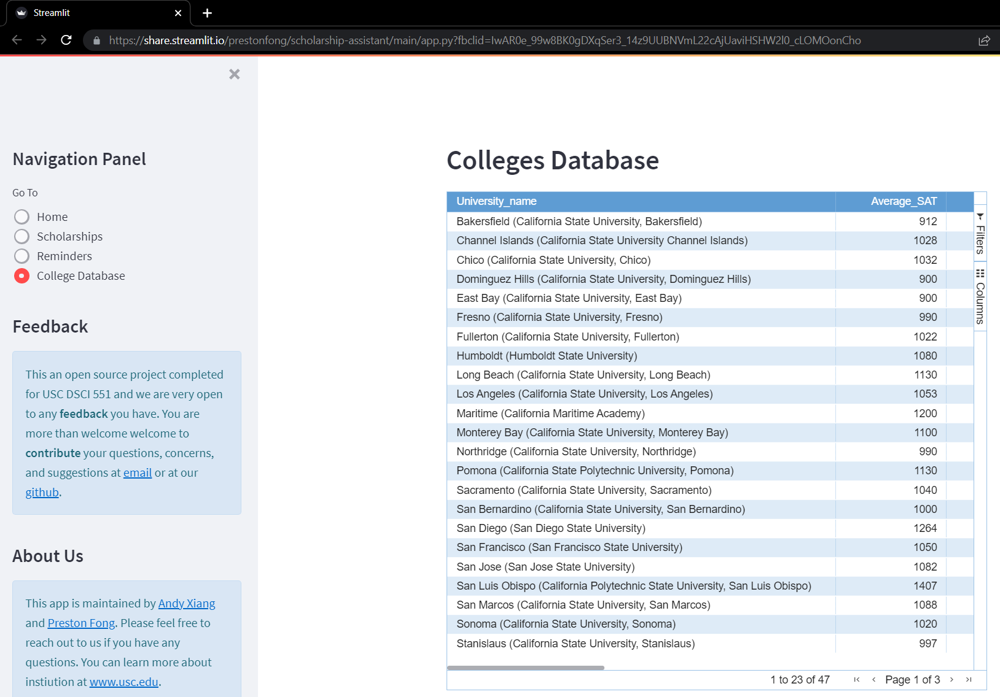 Streamlit
https://share.streamlit.io/prestonfong/scholarship-assistant/main/app.py?fbclid=IwAR0e_99w8BK0gDXqSer3_14z9UUBNVmL22cAjUaviHSHW2l0_cLOMOonCho
Navigation Panel
Go To
Home
Scholarships
Reminders
College Database
Feedback
This an open source project completed
for USC DSCI 551 and we are very open
to any feedback you have. You are
more than welcome welcome to
contribute your questions, concerns,
and suggestions at email or at our
github.
About Us
This app is maintained by Andy Xiang
and Preston Fong. Please feel free to
reach out to us if you have any
questions. You can learn more about
instiution at www.usc.edu.
Colleges Database
University_name Average_SAT
Bakersfield (California State University, Bakersfield) 912
Channel Islands (California State University Channel Islands) 1028
Chico (California State University, Chico) 1032
Dominguez Hills (California State University, Dominguez Hills) 900
East Bay (California State University, East Bay) 900
Fresno (California State University, Fresno) 990
Fullerton (California State University, Fullerton) 1022
Humboldt (Humboldt State University) 1080
Long Beach (California State University, Long Beach) 1130
Los Angeles (California State University, Los Angeles) 1053
Maritime (California Maritime Academy) 1200
Monterey Bay (California State University, Monterey Bay) 1100
Northridge (California State University, Northridge) 990
Pomona (California State Polytechnic University, Pomona) 1130
Sacramento (California State University, Sacramento) 1040
San Bernardino (California State University, San Bernardino) 1000
San Diego (San Diego State University) 1264
San Francisco (San Francisco State University) 1050
San Jose (San Jose State University) 1082
San Luis Obispo (California Polytechnic State University, San Luis Obispo) 1407
San Marcos (California State University, San Marcos) 1088
Sonoma (California State University, Sonoma) 1020
Stanislaus (California State University, Stanislaus) 997
Filters
Columns
1 to 23 of 47 Page 1 of 3